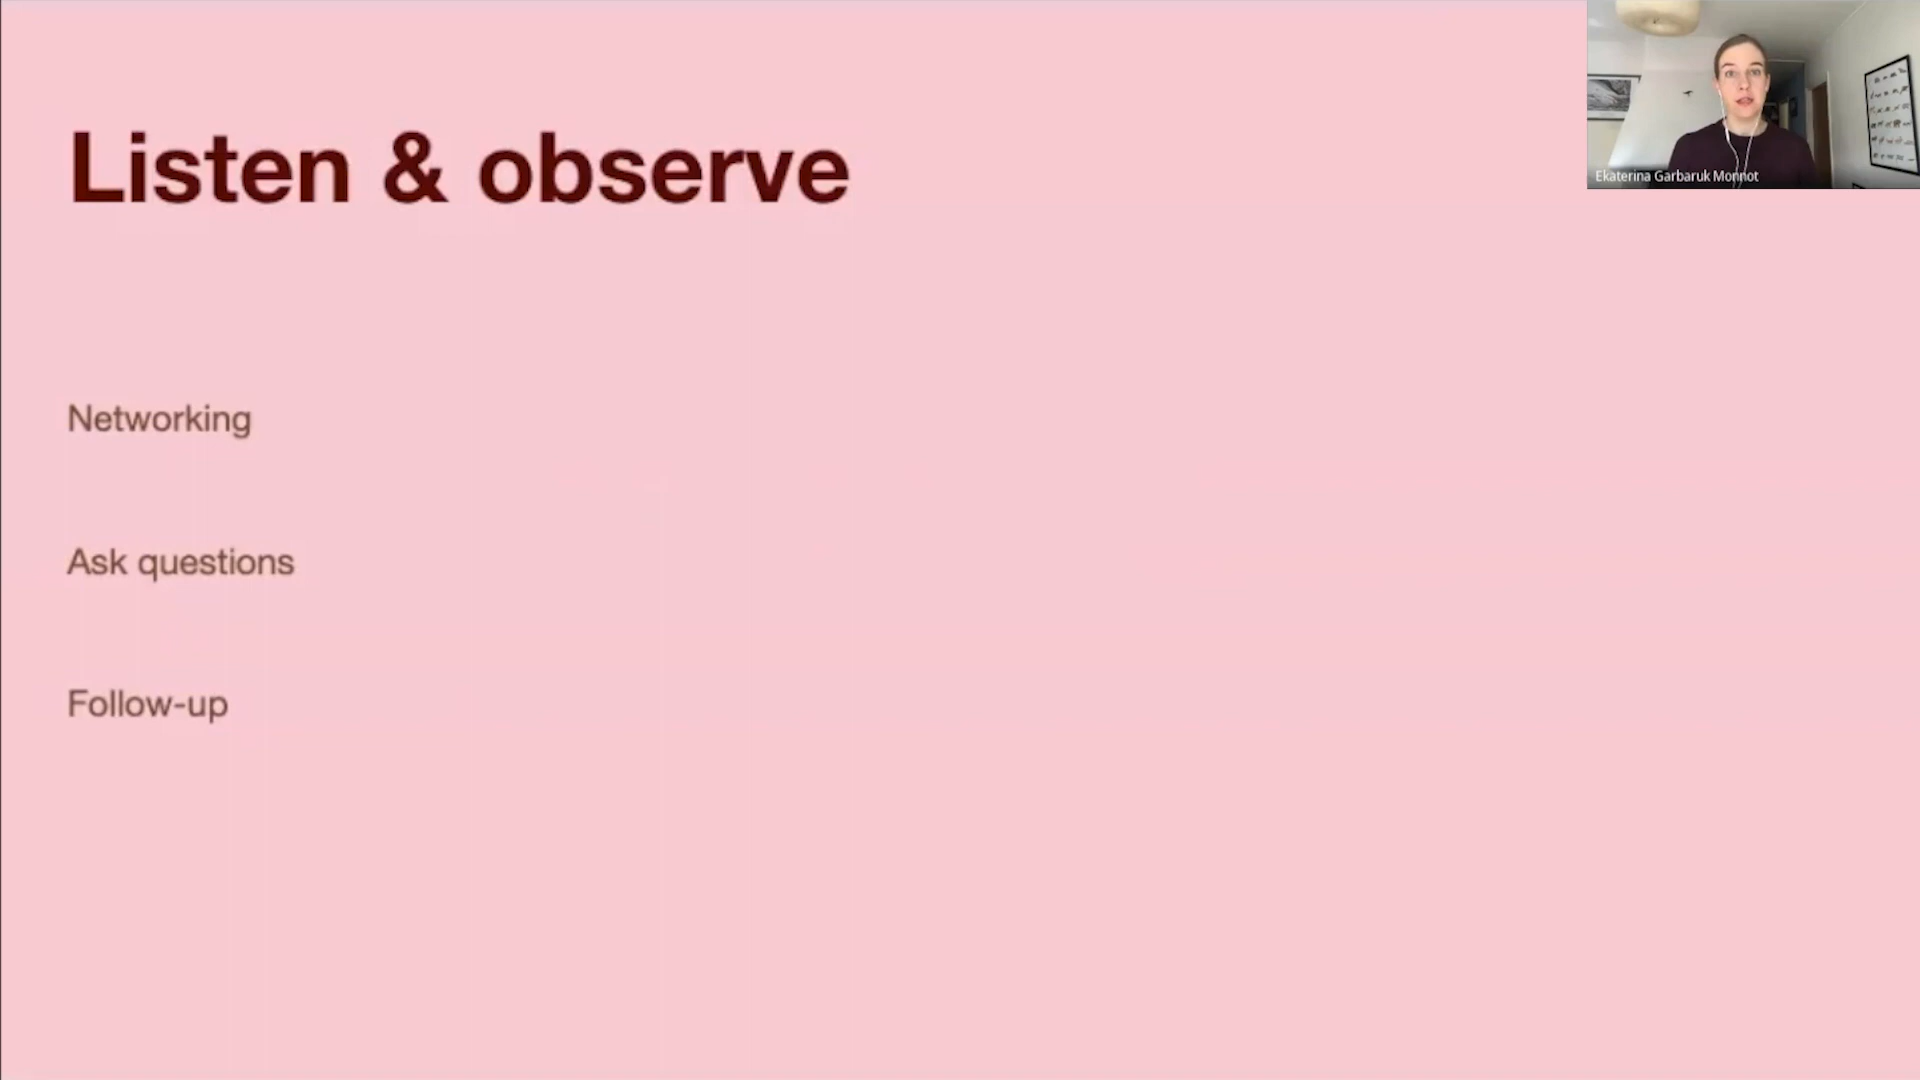 Listen & observe
Networking
Ask questions
Follow-up
Ekaterina Garbaruk Monnot